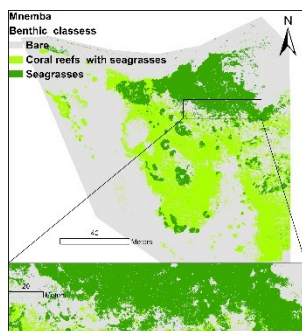 Mnemba
Benthic classess
N
Bare
Coral reefs with seagrasses
Seagrasses
40
Meters
20
Meters